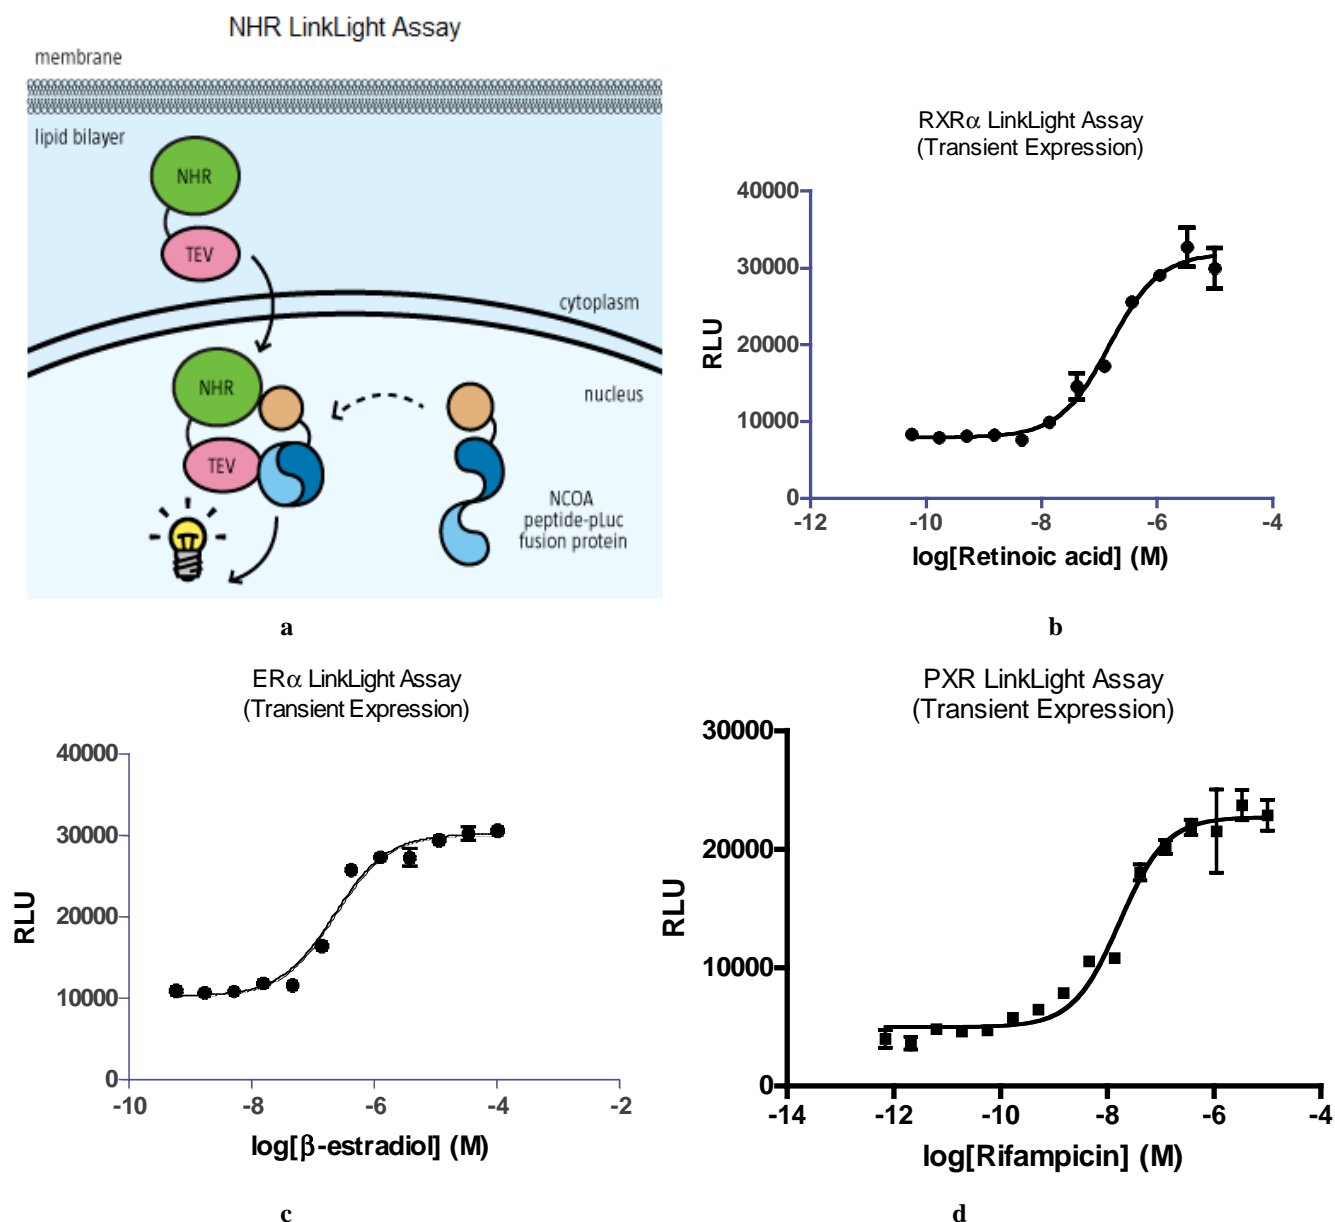 NHR LinkLight Assay
membrane
lipid bilayer
NHR
TEV
cytoplasm
nucleus
NHR
TEV
NCOA
peptide-pLuc
fusion protein
a
RXRα LinkLight Assay
(Transient Expression)
40000
30000
20000
10000
0
RLU
-12
-10
-8
-6
-4
log[Retinoic acid] (M)
b
ERα LinkLight Assay
(Transient Expression)
40000
30000
20000
10000
0
RLU
-10
-8
-6
-4
-2
log[β-estradiol] (M)
c
PXR LinkLight Assay
(Transient Expression)
30000
20000
10000
0
RLU
-14
-12
-10
-8
-6
-4
log[Rifampicin] (M)
d